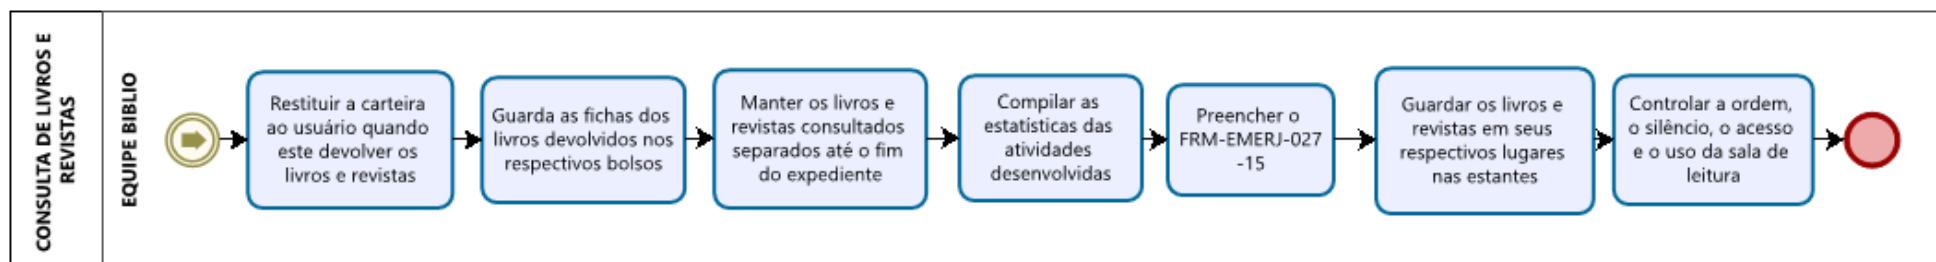 CONSULTA DE LIVROS E
REVISTAS
EQUIPE BIBLIO
Restituir a carteira
ao usuário quando
este devolver os
livros e revistas
Guarda as fichas dos
livros devolvidos nos
respectivos bolsos
Manter os livros e
revistas consultados
separados até o fim
do expediente
Compilar as
estatísticas das
atividades
desenvolvidas
Preencher o
FRM-EMERJ-027
-15
Guardar os livros e
revistas em seus
respectivos lugares
nas estantes
Controlar a ordem,
o silêncio, o acesso
e o uso da sala de
leitura